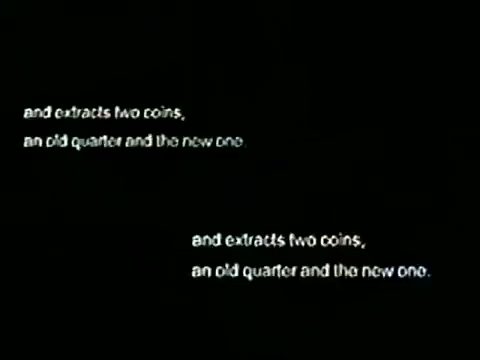 and extracts two coins,
an old quarter and the new one.
and extracts two coins,
an old quarter and the new one.